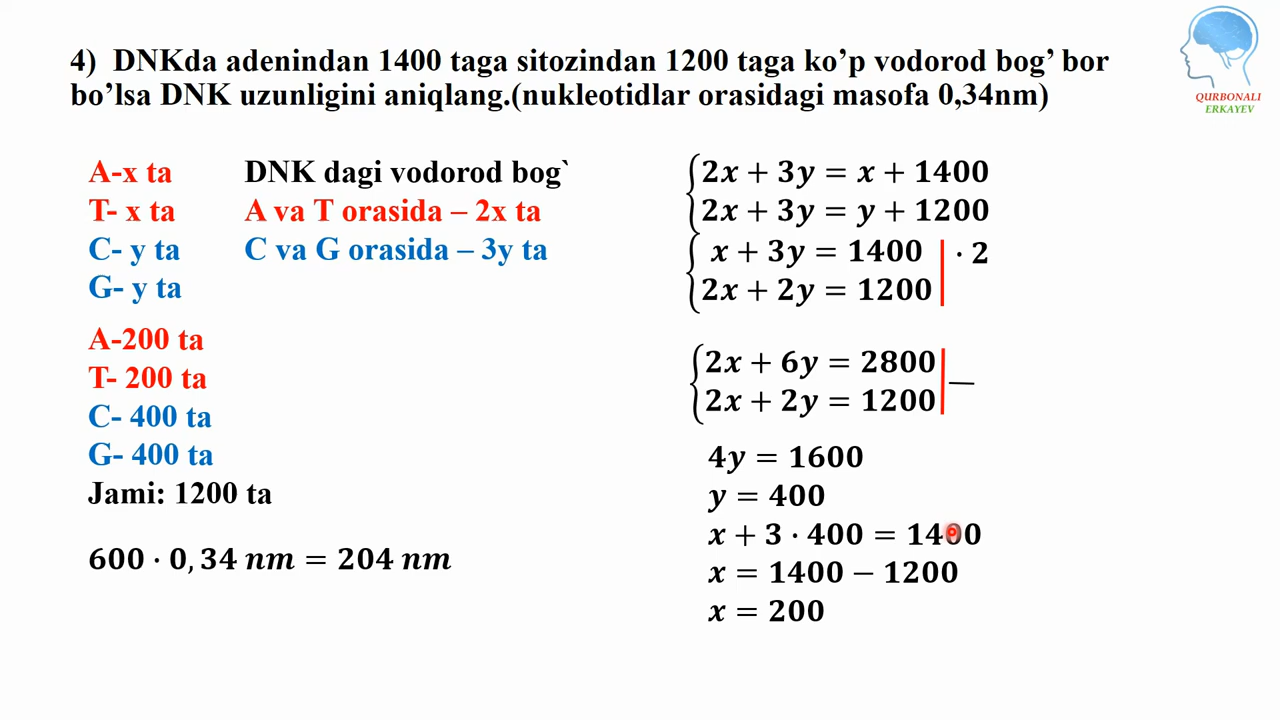 4) DNKda adenindan 1400 taga sitozindan 1200 taga ko’p vodorod bog’ bor
bo’lsa DNK uzunligini aniqlang.(nukleotidlar orasidagi masofa 0,34nm)
QURBONALI
ERKAYEV
A-x ta
T- x ta
C- y ta
G- y ta
DNK dagi vodorod bog`
A va T orasida – 2x ta
C va G orasida – 3y ta
A-200 ta
T- 200 ta
C- 400 ta
G- 400 ta
Jami: 1200 ta
600 · 0,34 nm = 204 nm
2x + 3y = x + 1400
2x + 3y = y + 1200
x + 3y = 1400 | · 2
2x + 2y = 1200
2x + 6y = 2800 | —
2x + 2y = 1200
4y = 1600
y = 400
x + 3 · 400 = 1400
x = 1400 − 1200
x = 200